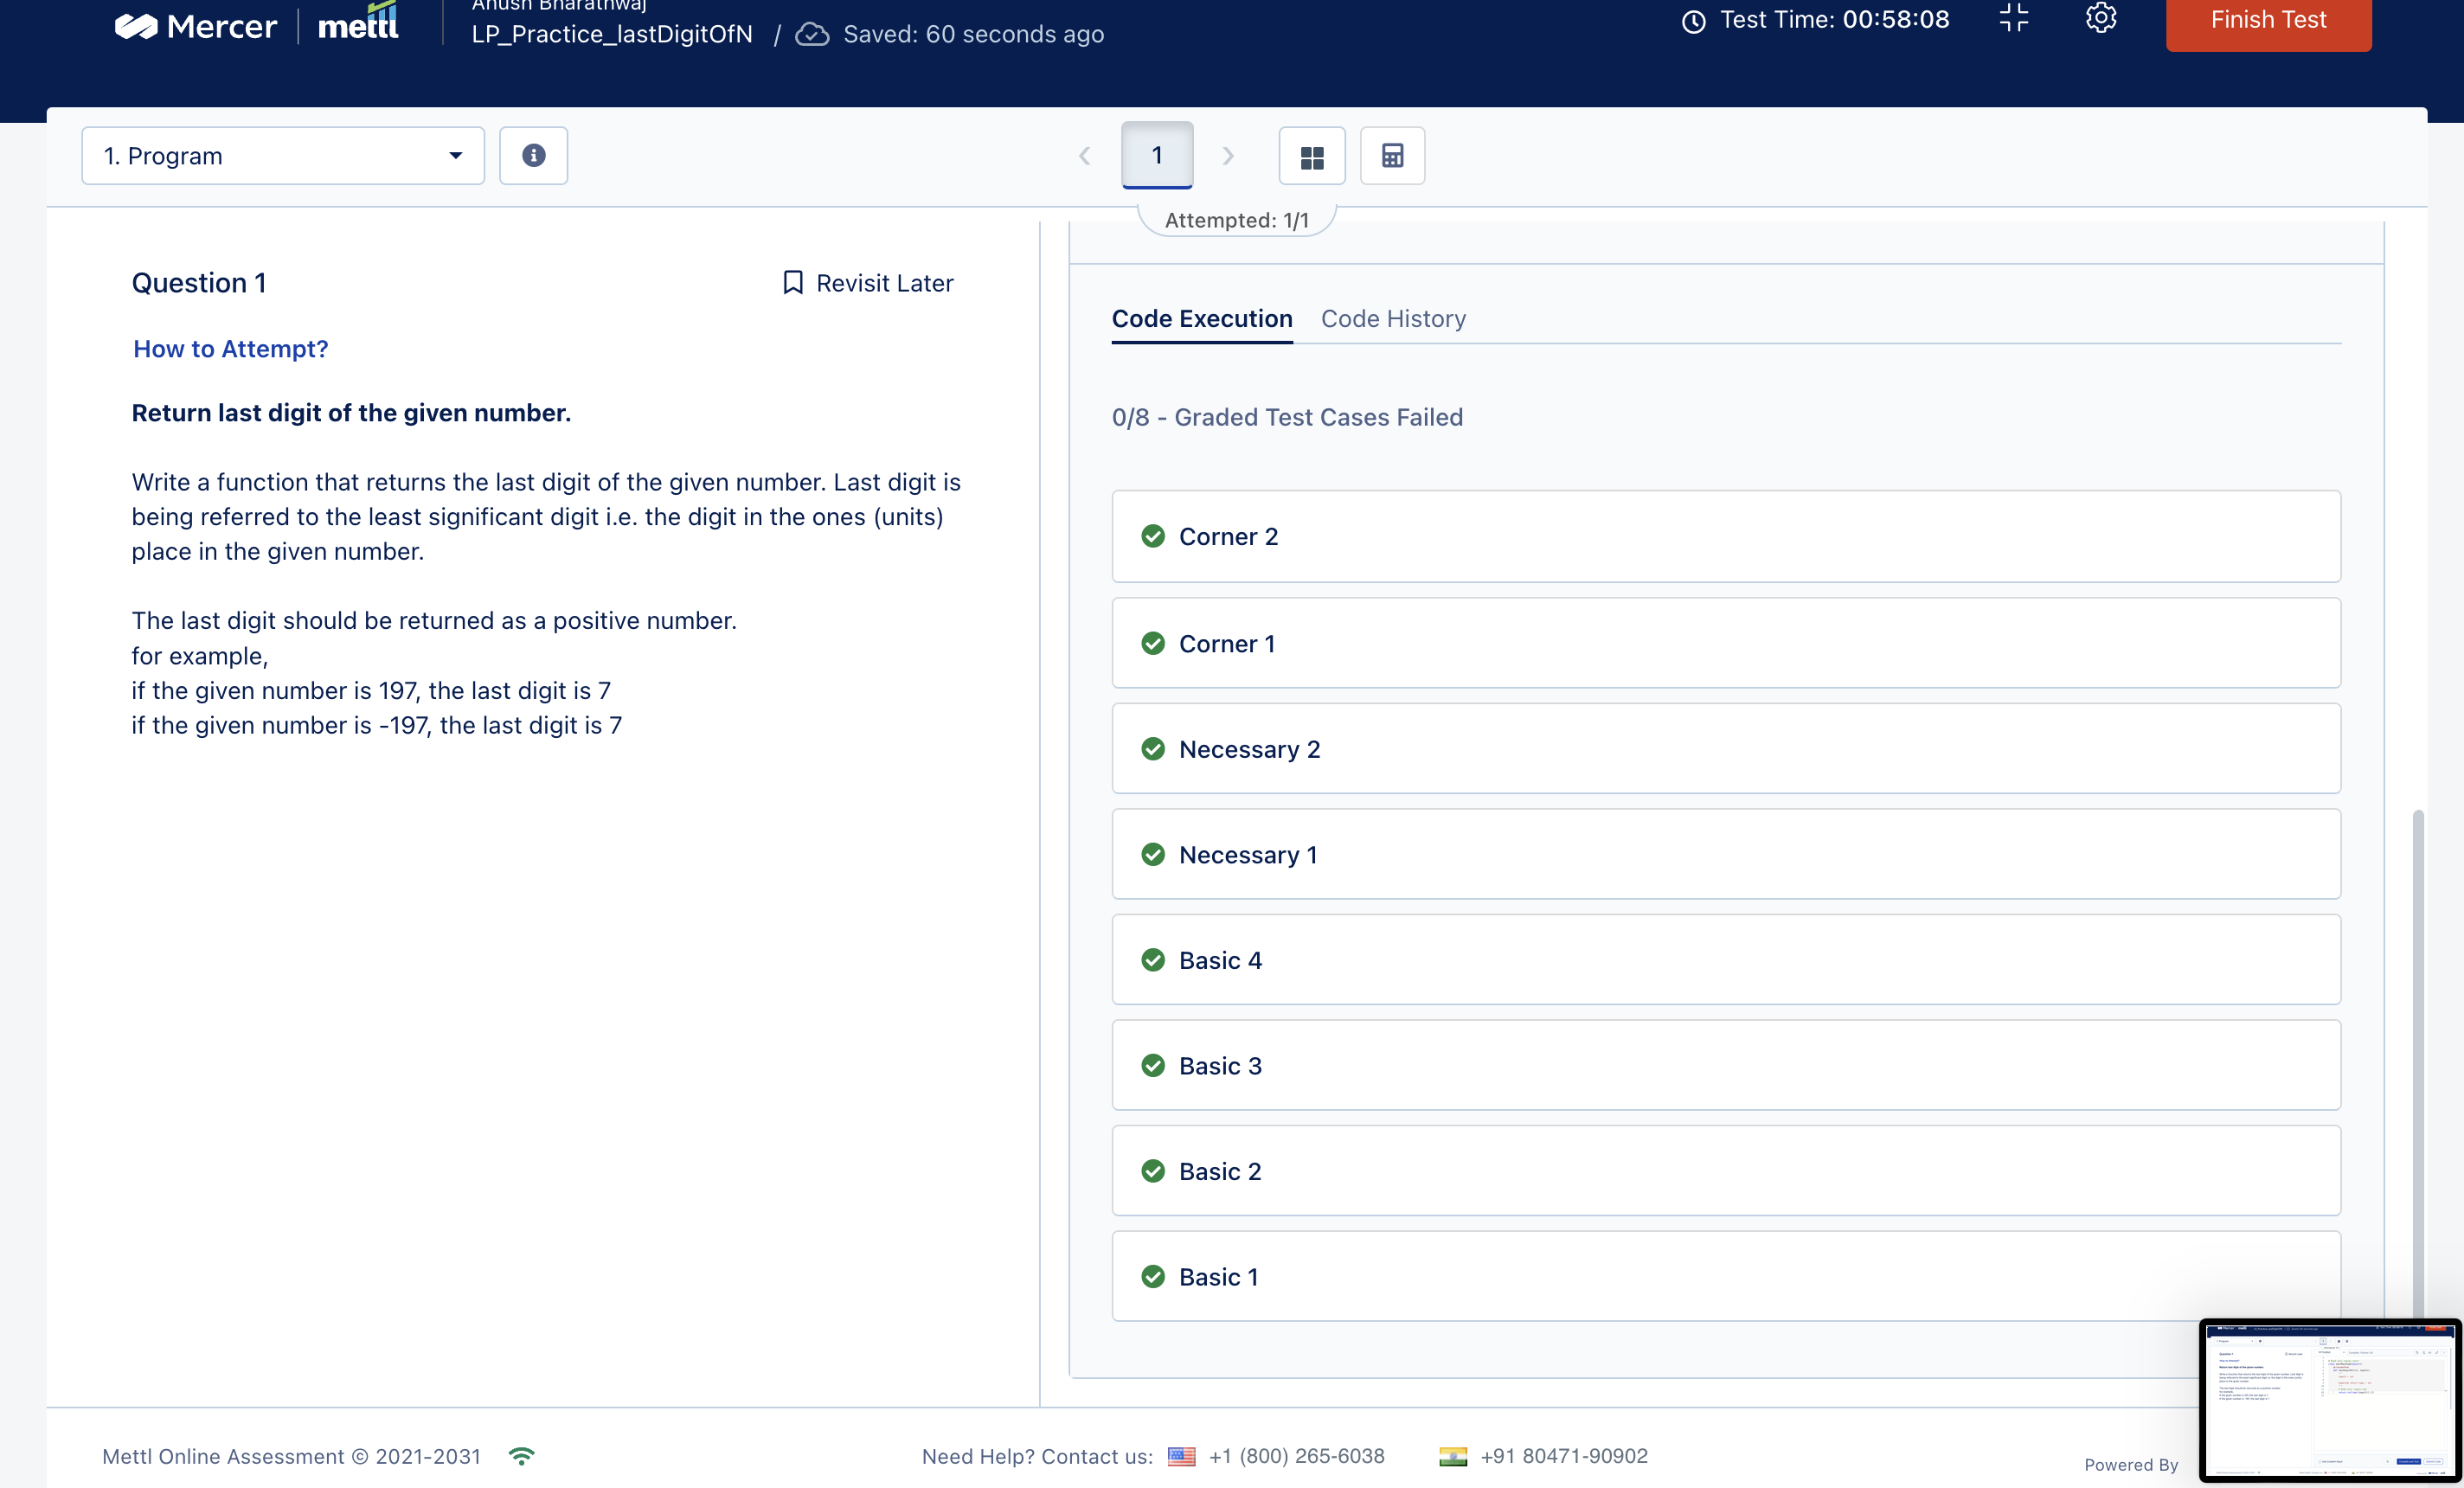 Mercer
mettl
Anush Bharathwaj
LP_Practice_lastDigitOfN / Saved: 60 seconds ago
Test Time: 00:58:08
Finish Test
1. Program
1
Attempted: 1/1
Question 1
Revisit Later
How to Attempt?
Return last digit of the given number.
Write a function that returns the last digit of the given number. Last digit is
being referred to the least significant digit i.e. the digit in the ones (units)
place in the given number.
The last digit should be returned as a positive number.
for example,
if the given number is 197, the last digit is 7
if the given number is -197, the last digit is 7
Code Execution
Code History
0/8 - Graded Test Cases Failed
Corner 2
Corner 1
Necessary 2
Necessary 1
Basic 4
Basic 3
Basic 2
Basic 1
Mettl Online Assessment © 2021-2031
Need Help? Contact us: +1 (800) 265-6038 +91 80471-90902
Powered By